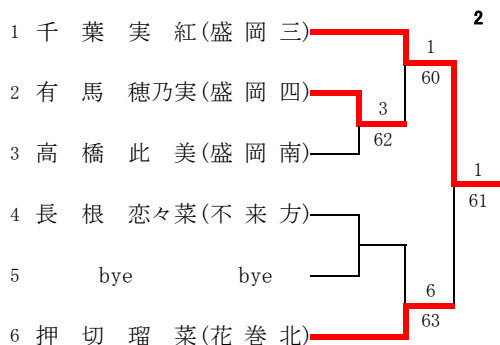 2
1 千 葉 実 紅(盛 岡 三)
1
60
2 有 馬 穂乃実(盛 岡 四)
3
62
3 高 橋 此 美(盛 岡 南)
1
61
4 長 根 恋々菜(不 来 方)
5 bye bye
6
63
6 押 切 瑠 菜(花 巻 北)